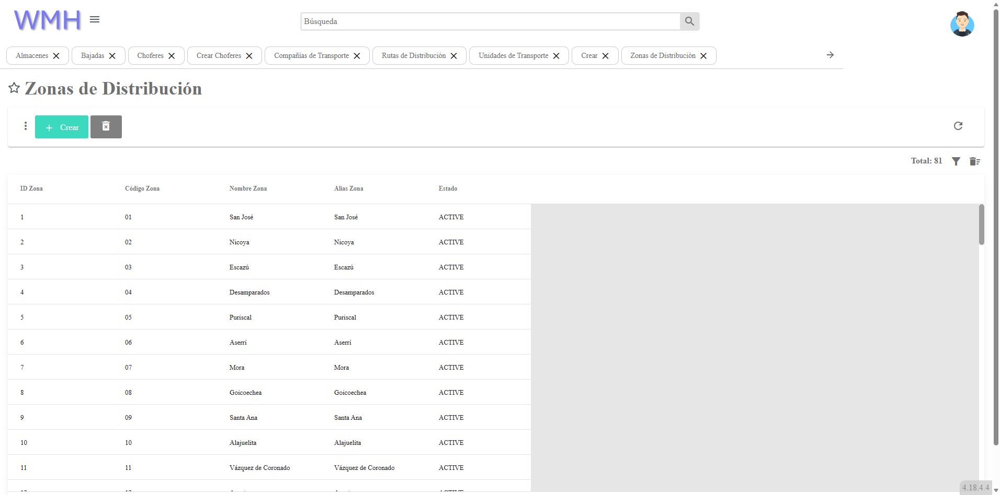 WMH
Búsqueda
Almacenes Bajadas Choferes Crear Choferes Compañías de Transporte Rutas de Distribución Unidades de Transporte Crear Zonas de Distribución
Zonas de Distribución
+ Crear
Total: 81
ID Zona Código Zona Nombre Zona Alias Zona Estado
1 01 San José San José ACTIVE
2 02 Nicoya Nicoya ACTIVE
3 03 Escazú Escazú ACTIVE
4 04 Desamparados Desamparados ACTIVE
5 05 Puriscal Puriscal ACTIVE
6 06 Aserrí Aserrí ACTIVE
7 07 Mora Mora ACTIVE
8 08 Goicoechea Goicoechea ACTIVE
9 09 Santa Ana Santa Ana ACTIVE
10 10 Alajuelita Alajuelita ACTIVE
11 11 Vázquez de Coronado Vázquez de Coronado ACTIVE
4.18.4.4